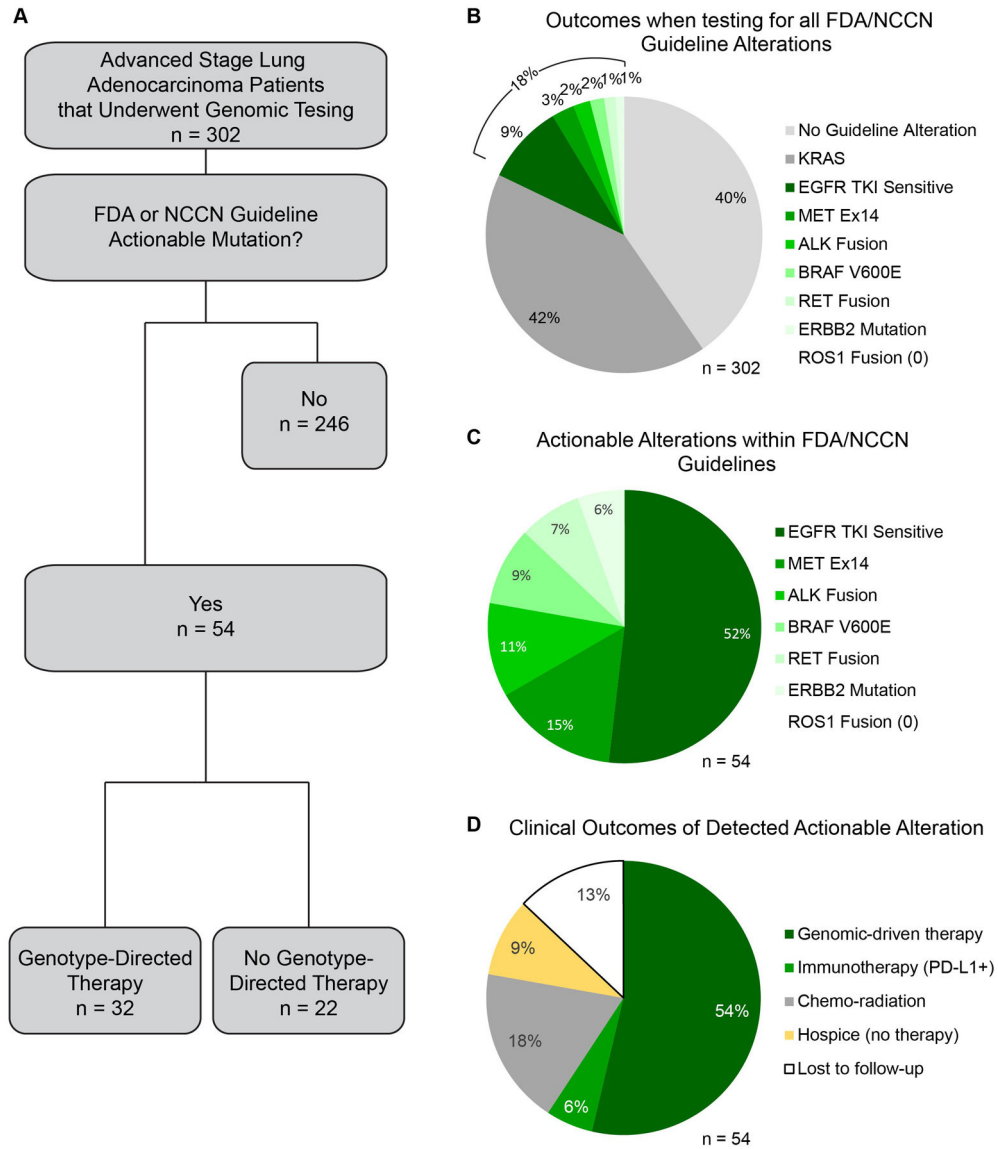 A
Advanced Stage Lung
Adenocarcinoma Patients
that Underwent Genomic Tesing
n = 302
FDA or NCCN Guideline
Actionable Mutation?
No
n = 246
Yes
n = 54
Genotype-Directed
Therapy
n = 32
No Genotype-
Directed Therapy
n = 22
B
Outcomes when testing for all FDA/NCCN
Guideline Alterations
18%
9%
3%
2%
2%
1%
1%
40%
42%
n = 302
No Guideline Alteration
KRAS
EGFR TKI Sensitive
MET Ex14
ALK Fusion
BRAF V600E
RET Fusion
ERBB2 Mutation
ROS1 Fusion (0)
C
Actionable Alterations within FDA/NCCN
Guidelines
6%
7%
9%
11%
15%
52%
n = 54
EGFR TKI Sensitive
MET Ex14
ALK Fusion
BRAF V600E
RET Fusion
ERBB2 Mutation
ROS1 Fusion (0)
D
Clinical Outcomes of Detected Actionable Alteration
13%
9%
18%
6%
54%
n = 54
Genomic-driven therapy
Immunotherapy (PD-L1+)
Chemo-radiation
Hospice (no therapy)
Lost to follow-up